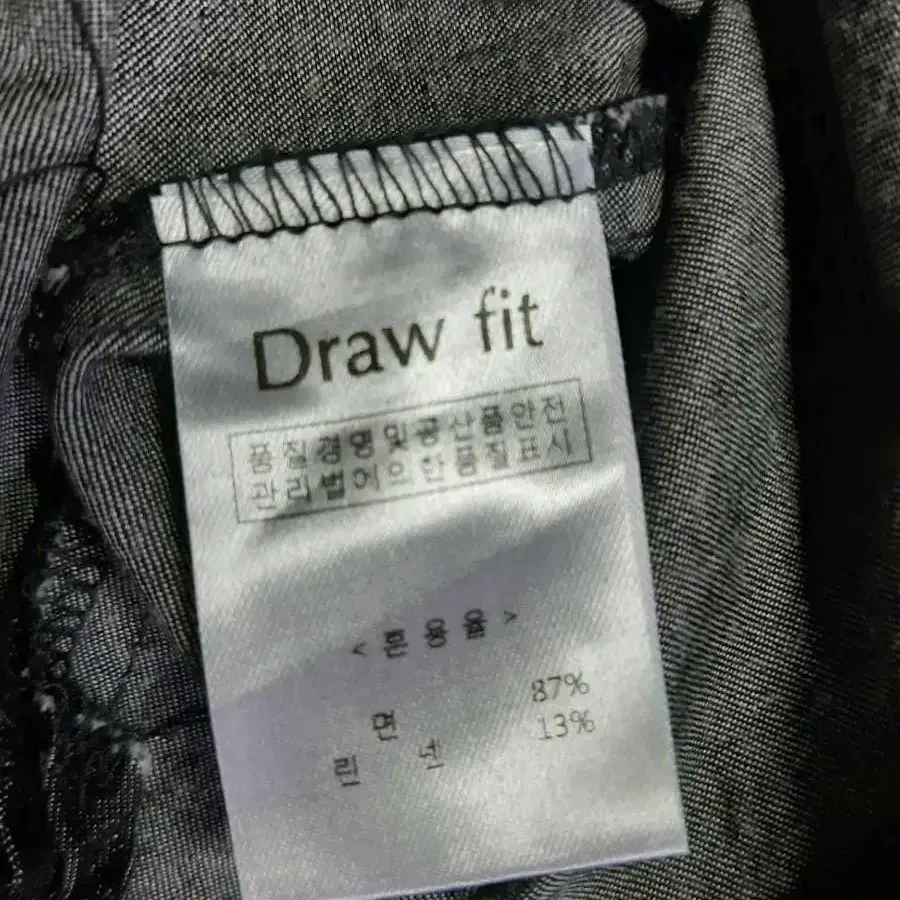 Draw fit
품질경영및공산품안전
관리법에의한품질표시
<혼용율>
면 87%
린 넨 13%